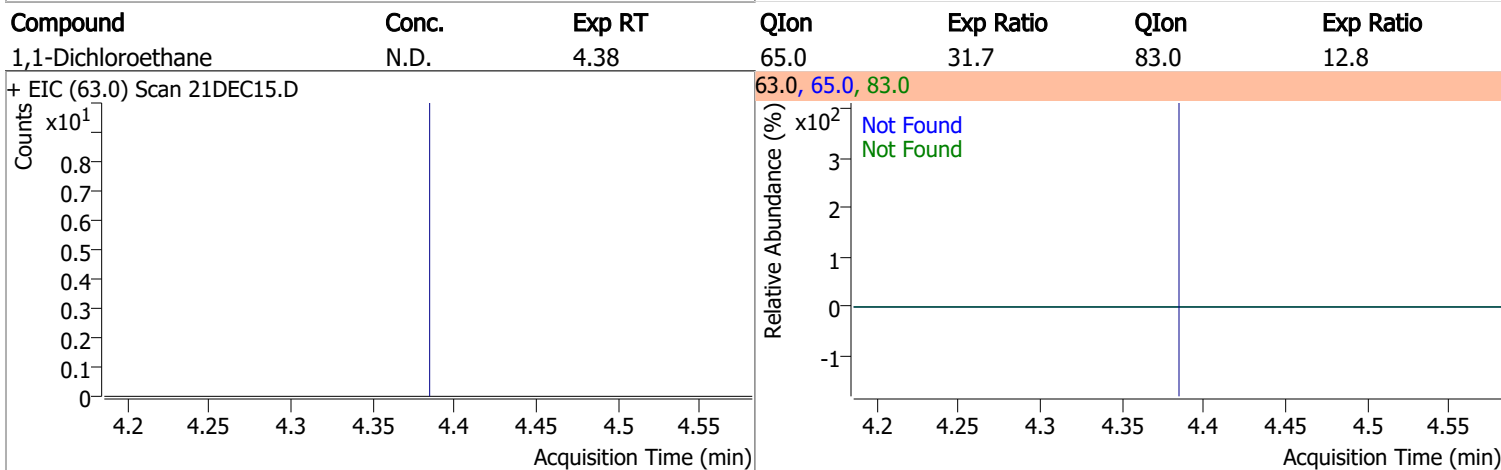 Compound Conc. Exp RT QIon Exp Ratio QIon Exp Ratio
1,1-Dichloroethane N.D. 4.38 65.0 31.7 83.0 12.8
+ EIC (63.0) Scan 21DEC15.D
Counts
x10¹
0.8
0.7
0.6
0.5
0.4
0.3
0.2
0.1
0
4.2 4.25 4.3 4.35 4.4 4.45 4.5 4.55
Acquisition Time (min)
63.0, 65.0, 83.0
Relative Abundance (%)
x10²
Not Found
Not Found
3
2
1
0
-1
4.2 4.25 4.3 4.35 4.4 4.45 4.5 4.55
Acquisition Time (min)